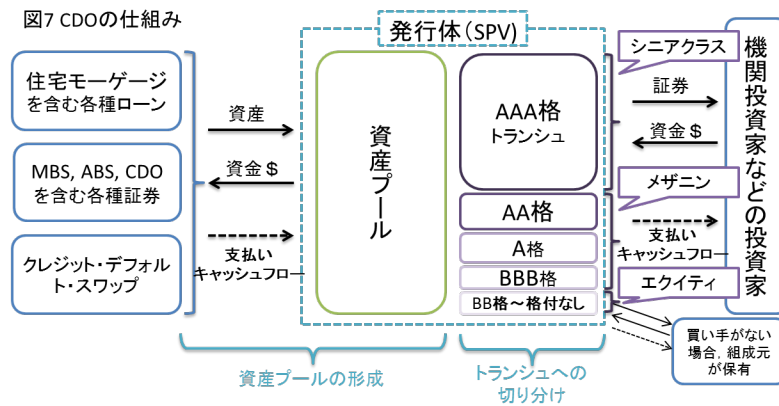 図7 CDOの仕組み
住宅モーゲージ
を含む各種ローン
MBS, ABS, CDO
を含む各種証券
クレジット・デフォル
ト・スワップ
資産
資金＄
支払い
キャッシュフロー
発行体（SPV）
資産プール
AAA格
トランシュ
AA格
A格
BBB格
BB格～格付なし
シニアクラス
メザニン
エクイティ
証券
資金＄
支払い
キャッシュフロー
機関投資家などの投資家
買い手がない
場合，組成元
が保有
資産プールの形成
トランシュへの
切り分け